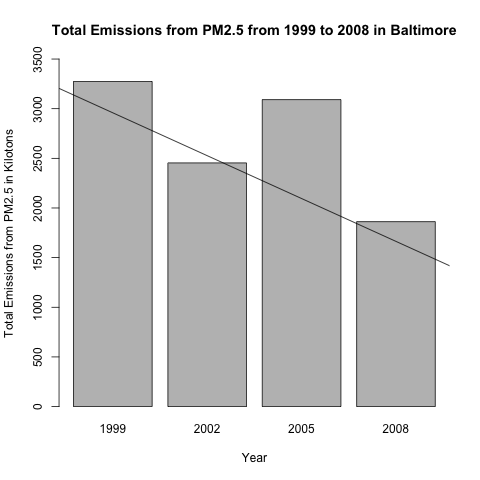 Total Emissions from PM2.5 from 1999 to 2008 in Baltimore
Total Emissions from PM2.5 in Kilotons
3500
3000
2500
2000
1500
1000
500
0
1999 2002 2005 2008
Year